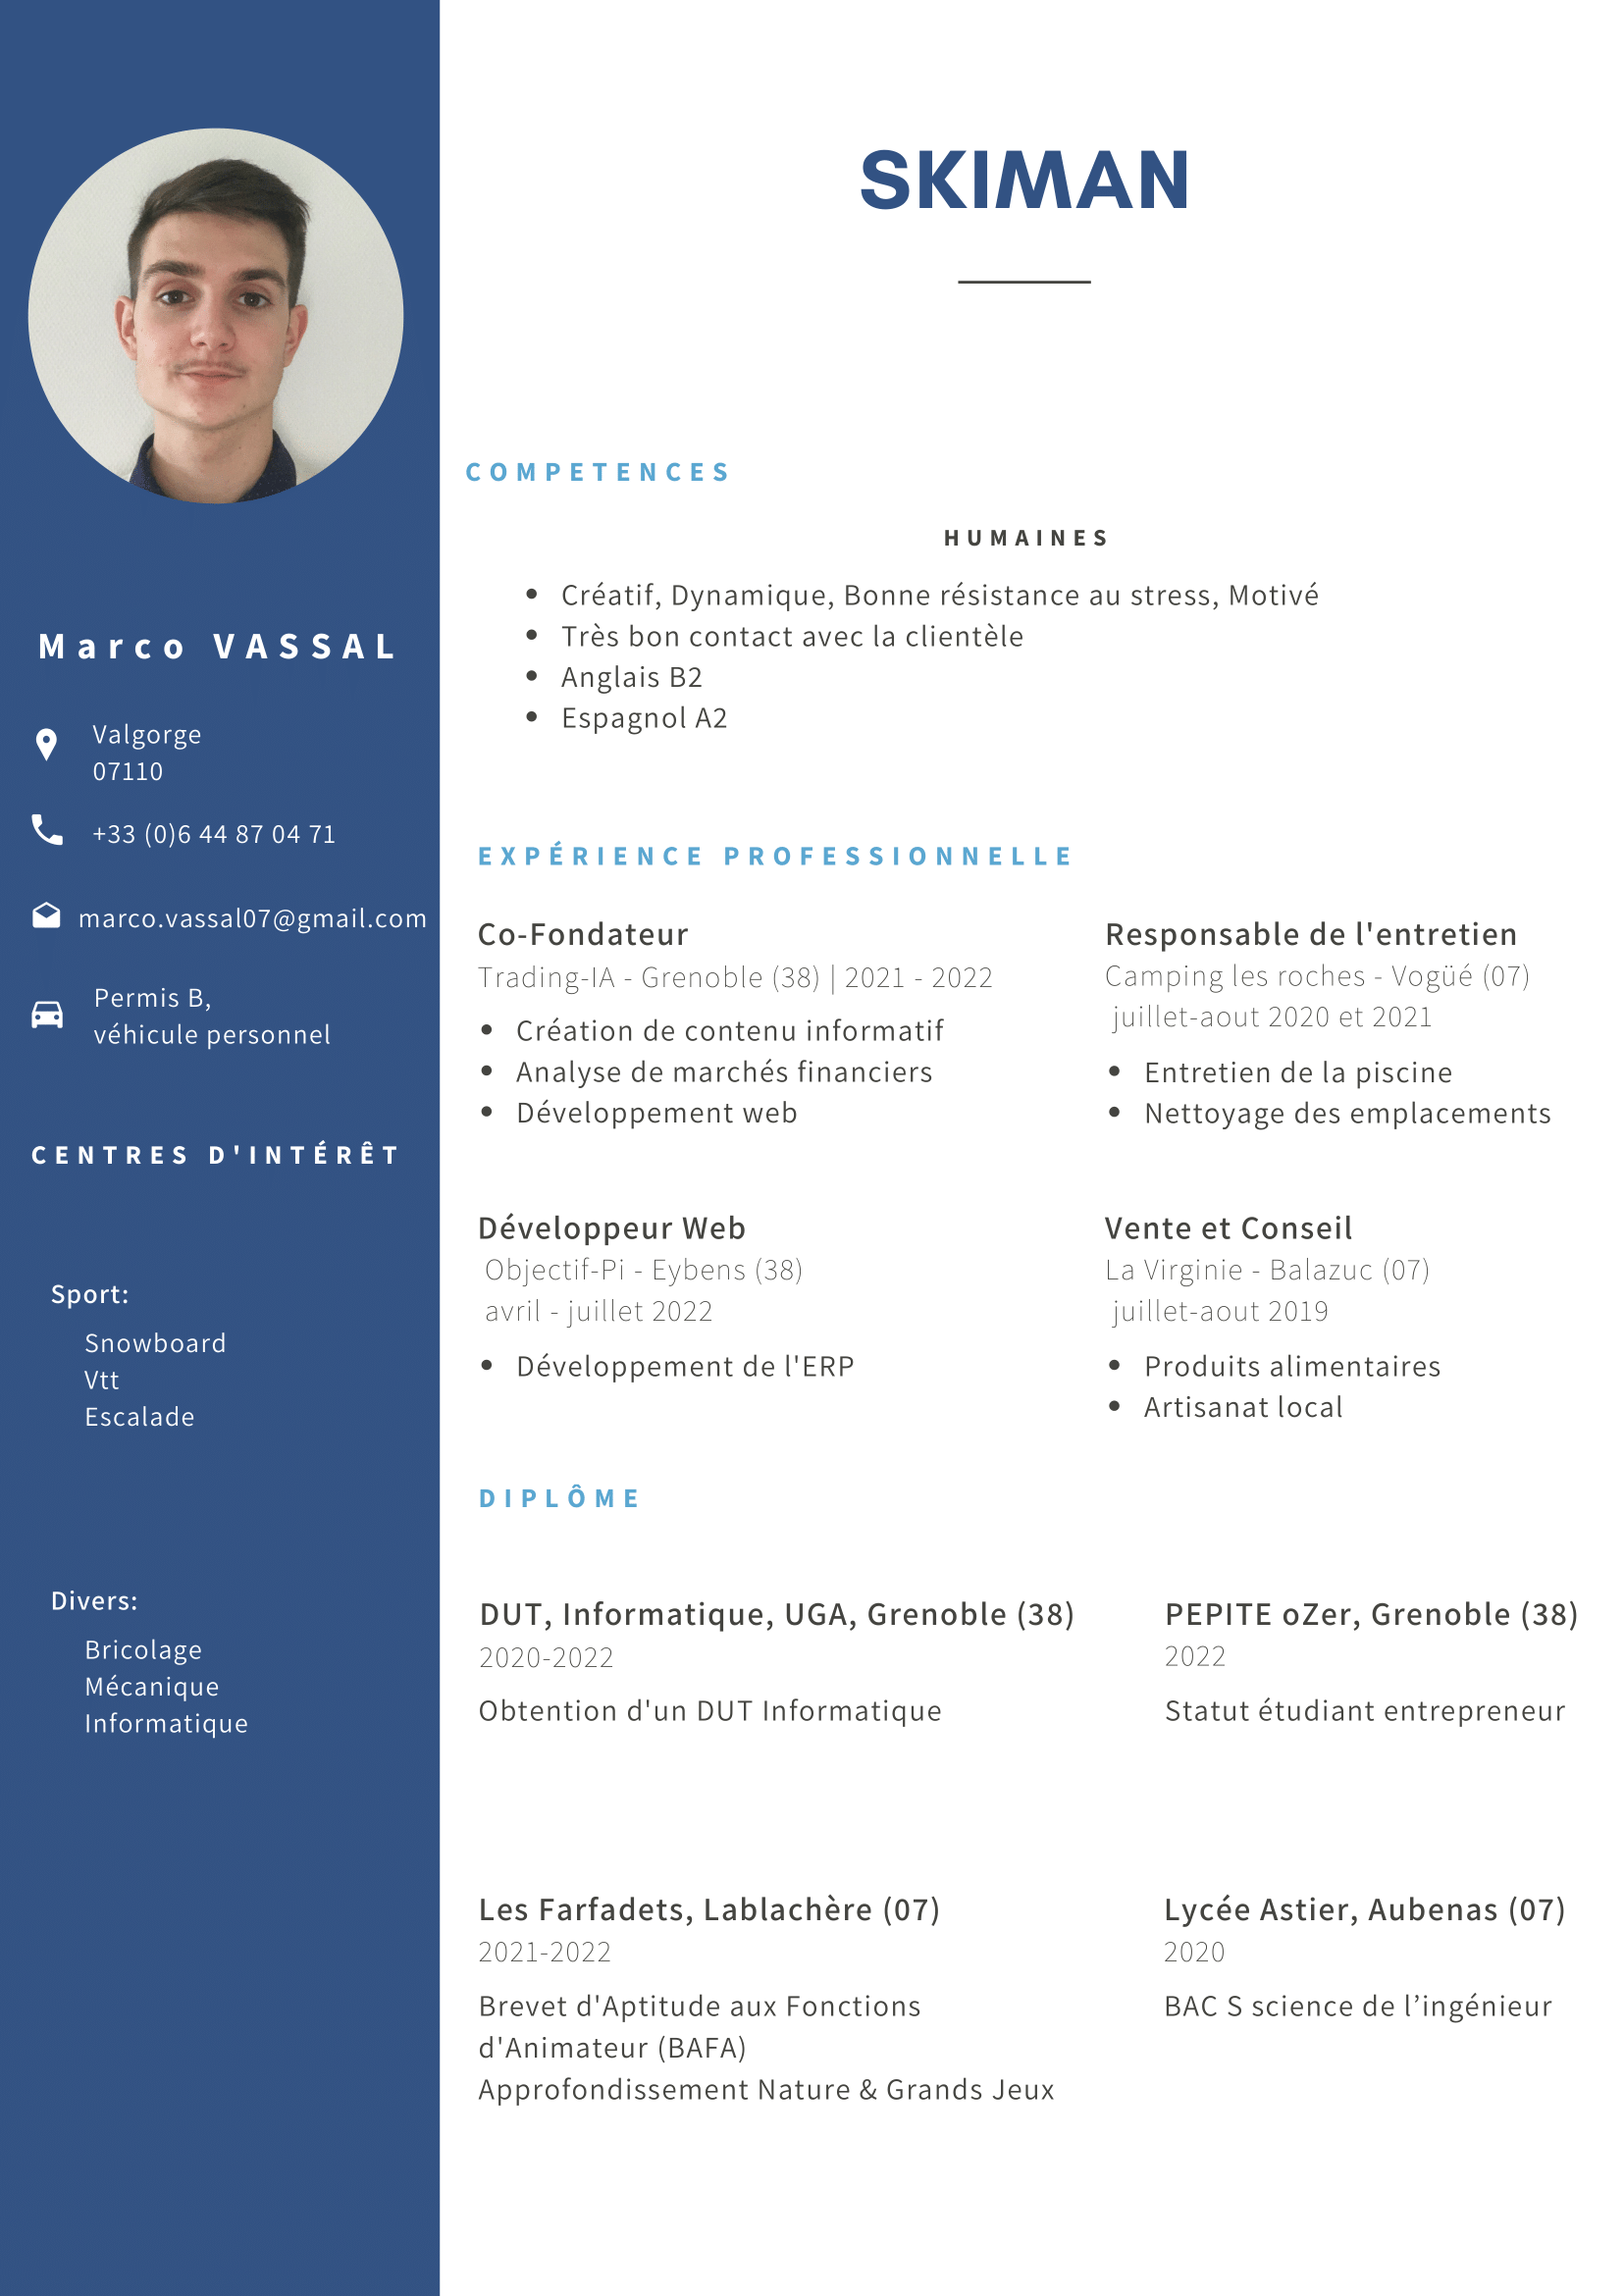 SKIMAN
Marco VASSAL
Valgorge
07110
+33 (0)6 44 87 04 71
marco.vassal07@gmail.com
Permis B,
véhicule personnel
CENTRES D'INTÉRÊT
Sport:
Snowboard
Vtt
Escalade
Divers:
Bricolage
Mécanique
Informatique
COMPETENCES
HUMAINES
• Créatif, Dynamique, Bonne résistance au stress, Motivé
• Très bon contact avec la clientèle
• Anglais B2
• Espagnol A2
EXPÉRIENCE PROFESSIONNELLE
Co-Fondateur
Trading-IA - Grenoble (38) | 2021 - 2022
• Création de contenu informatif
• Analyse de marchés financiers
• Développement web
Responsable de l'entretien
Camping les roches - Vogüé (07)
juillet-aout 2020 et 2021
• Entretien de la piscine
• Nettoyage des emplacements
Développeur Web
Objectif-Pi - Eybens (38)
avril - juillet 2022
• Développement de l'ERP
Vente et Conseil
La Virginie - Balazuc (07)
juillet-aout 2019
• Produits alimentaires
• Artisanat local
DIPLÔME
DUT, Informatique, UGA, Grenoble (38)
2020-2022
Obtention d'un DUT Informatique
PEPITE oZer, Grenoble (38)
2022
Statut étudiant entrepreneur
Les Farfadets, Lablachère (07)
2021-2022
Brevet d'Aptitude aux Fonctions
d'Animateur (BAFA)
Approfondissement Nature & Grands Jeux
Lycée Astier, Aubenas (07)
2020
BAC S science de l’ingénieur